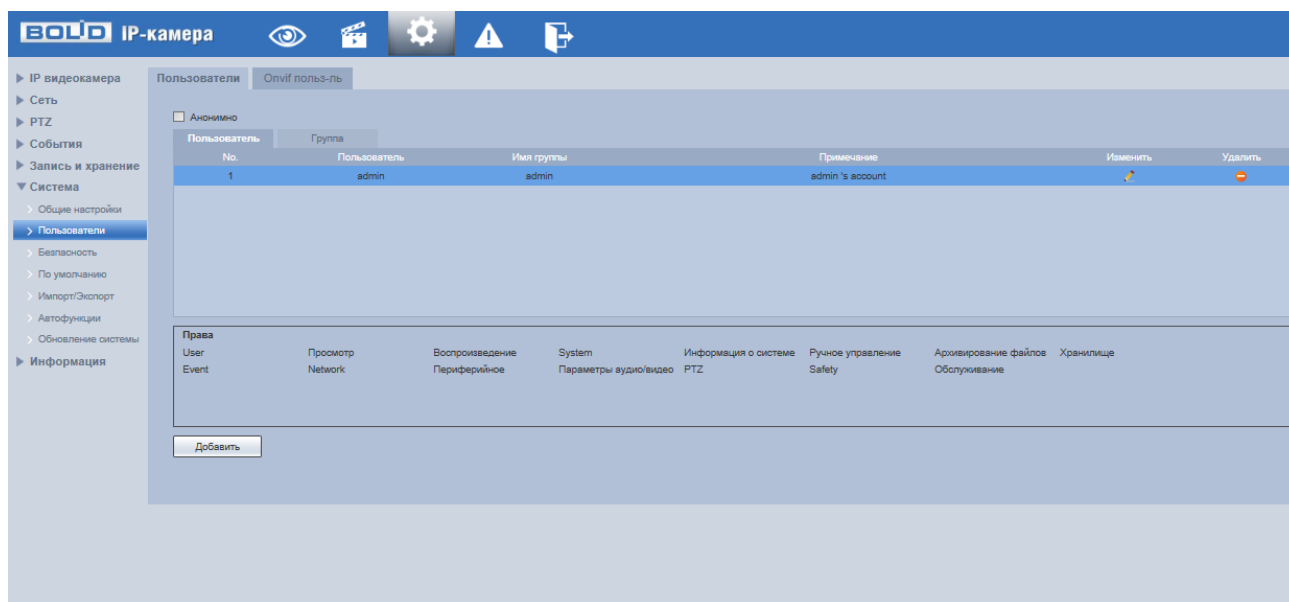 BOLID IP-камера
IP видеокамера
Сеть
PTZ
События
Запись и хранение
Система
Общие настройки
Пользователи
Безпасность
По умолчанию
Импорт/Экспорт
Автофункции
Обновление системы
Информация
Пользователи Onvif польз-ль
Анонимно
Пользователь Группа
No. Пользователь Имя группы Примечание Изменить Удалить
1 admin admin admin 's account
Права
User Просмотр Воспроизведение System Информация о системе Ручное управление Архивирование файлов Хранилище
Event Network Периферийное Параметры аудио/видео PTZ Safety Обслуживание
Добавить